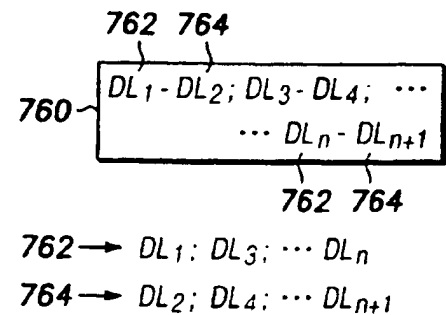 762 764
760 DL₁ - DL₂; DL₃ - DL₄; ...
... DLₙ - DLₙ₊₁
762 764
762 → DL₁; DL₃; ... DLₙ
764 → DL₂; DL₄; ... DLₙ₊₁